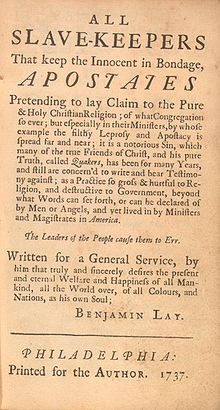 ALL
SLAVE-KEEPERS
That keep the Innocent in Bondage,
APOSTATES
Pretending to lay Claim to the Pure
& Holy Christian Religion; of what Congregation
so ever; but especially in their Ministers, by whose
example the filthy Leprosy and Apostacy is
spread far and near; it is a notorious Sin, which
many of the true Friends of Christ, and his pure
Truth, called Quakers, has been for many Years,
and still are concern'd to write and bear Testimo-
ny against; as a Practice so gross & hurtful to Re-
ligion, and destructive to Government, beyond
what Words can set forth, or can be declared of
by Men or Angels, and yet lived in by Ministers
and Magistrates in America.
The Leaders of the People cause them to Err.
Written for a General Service, by
him that truly and sincerely desires the present
and eternal Welfare and Happiness of all Man-
kind, all the World over, of all Colours, and
Nations, as his own Soul;
BENJAMIN LAY.
PHILADELPHIA:
Printed for the AUTHOR. 1737.